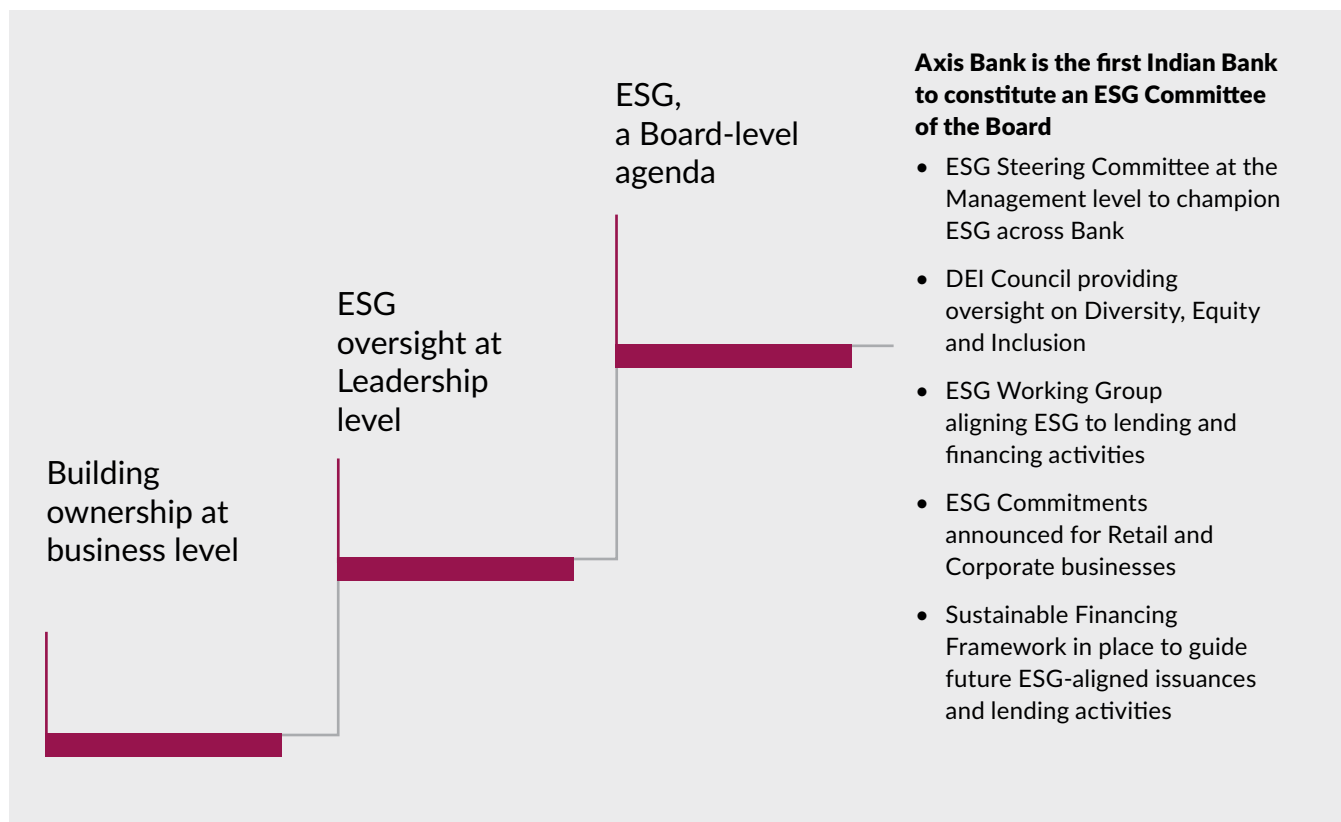 Building
ownership at
business level
ESG
oversight at
Leadership
level
ESG,
a Board-level
agenda
Axis Bank is the first Indian Bank
to constitute an ESG Committee
of the Board
• ESG Steering Committee at the
Management level to champion
ESG across Bank
• DEI Council providing
oversight on Diversity, Equity
and Inclusion
• ESG Working Group
aligning ESG to lending and
financing activities
• ESG Commitments
announced for Retail and
Corporate businesses
• Sustainable Financing
Framework in place to guide
future ESG-aligned issuances
and lending activities